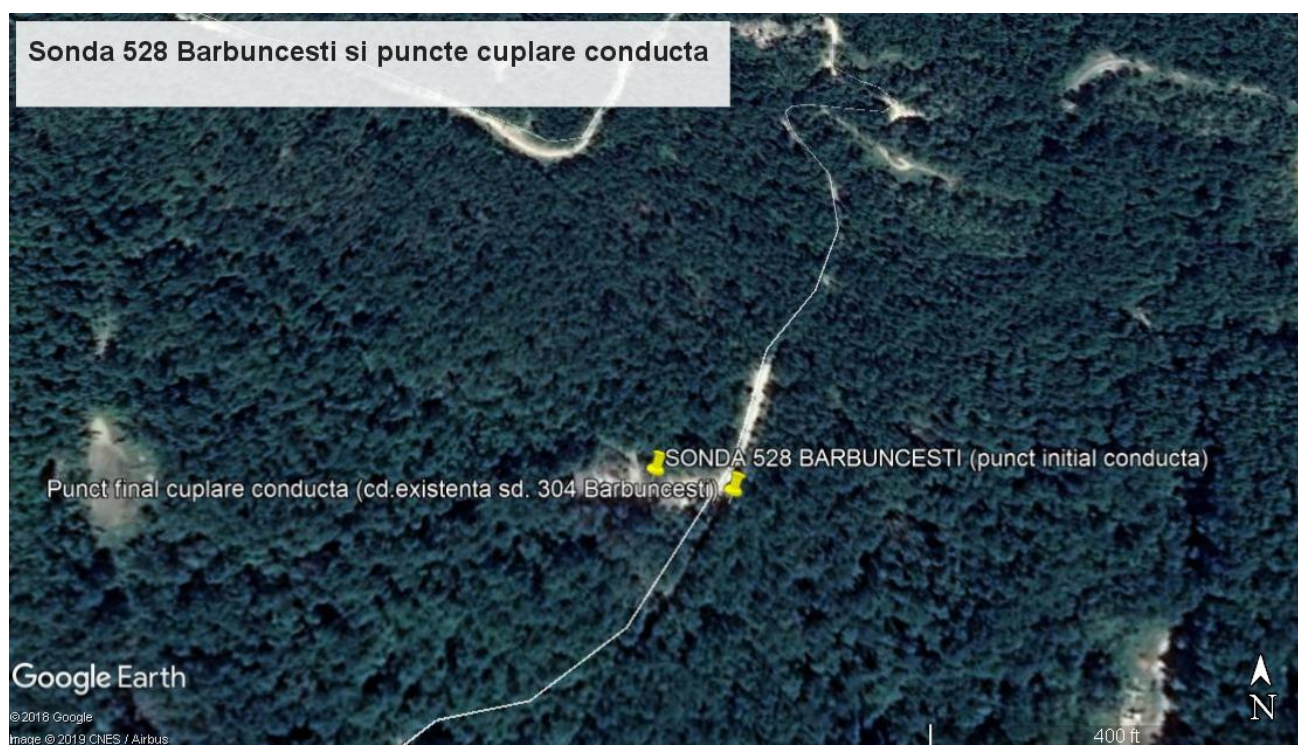 Sonda 528 Barbuncesti si puncte cuplare conducta
SONDA 528 BARBUNCESTI (punct initial conducta)
Punct final cuplare conducta (cd.existenta sd. 304 Barbuncesti)
Google Earth
© 2018 Google
Image © 2019 CNES / Airbus
400 ft
N